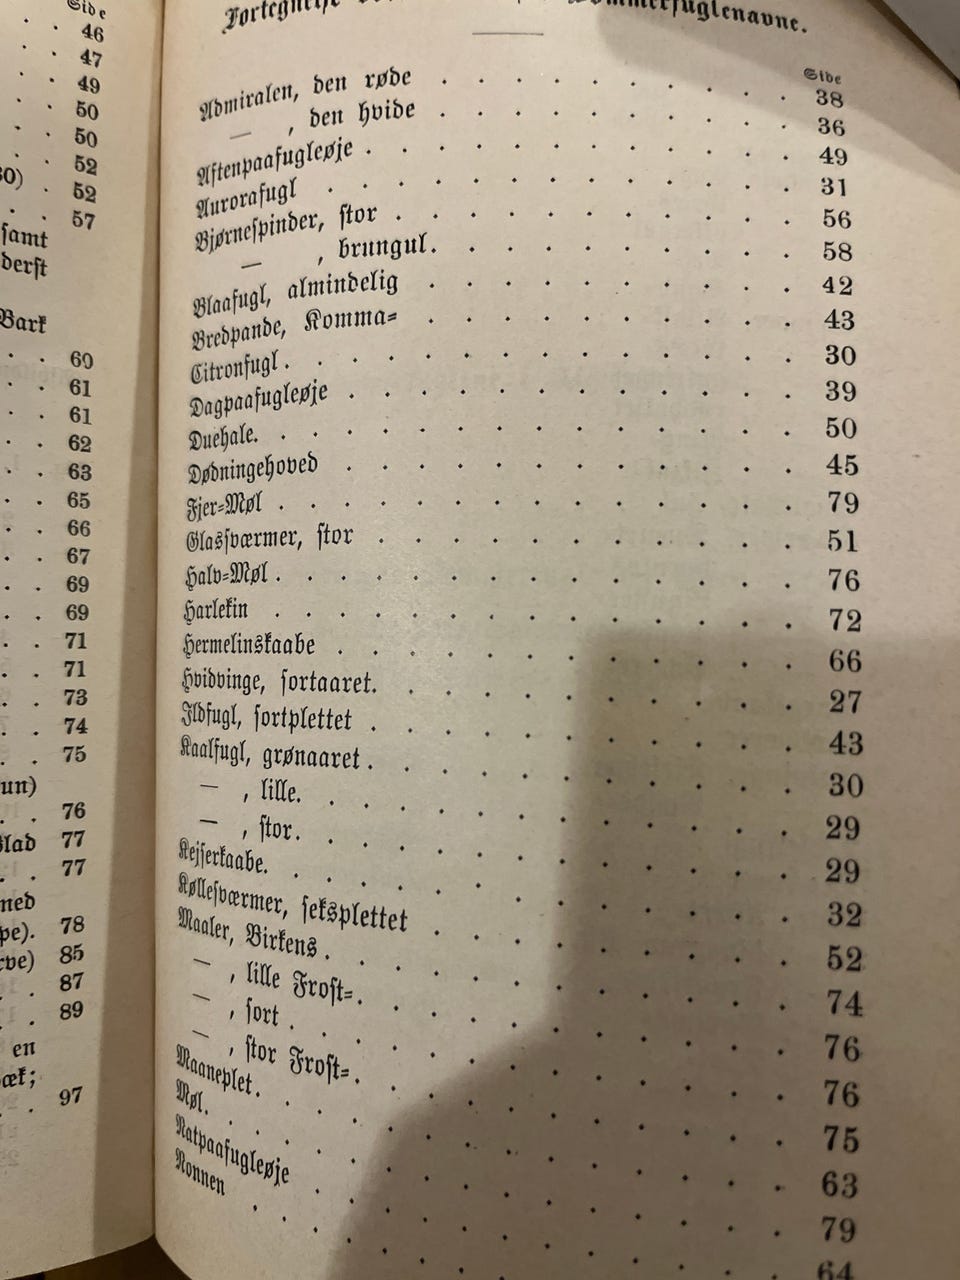 Side
. 46
. 47
. 49
. 50
. 50
. 52
30) . 52
. . 57
samt
derst
Bark
. . 60
. . 61
. . 61
. . 62
. . 63
. . 65
. . 66
. . 67
. . 69
. . 69
. . 71
. . 71
. . 73
. . 74
. . 75
un)
. . 76
Blad 77
. . 77
med
pe). 78
rve) 85
. . 87
. . 89
en
æk;
. . 97
Fortegnelse Sommerfuglenavne.
Side
Admiralen, den røde . . . . . . . . . 38
— , den hvide . . . . . . . . . 36
Aftenpaafugleøje . . . . . . . . . . . 49
Aurorafugl . . . . . . . . . . . . 31
Bjørnespinder, stor . . . . . . . . . . 56
— , brungul . . . . . . . . . 58
Blaafugl, almindelig . . . . . . . . . 42
Bredpande, Komma= . . . . . . . . . 43
Citronfugl . . . . . . . . . . . . . 30
Dagpaafugleøje . . . . . . . . . . . 39
Duehale . . . . . . . . . . . . . 50
Dødningehoved . . . . . . . . . . . 45
Fjer=Møl . . . . . . . . . . . . . 79
Glassværmer, stor . . . . . . . . . . 51
Halv=Møl . . . . . . . . . . . . . 76
Harlekin . . . . . . . . . . . . . 72
Hermelinskaabe . . . . . . . . . . . 66
Hvidvinge, sortaaret . . . . . . . . . 27
Ildfugl, sortplettet . . . . . . . . . . 43
Kaalfugl, grønaaret . . . . . . . . . . 30
— , lille . . . . . . . . . . . . 29
— , stor . . . . . . . . . . . . 29
Kejserkaabe . . . . . . . . . . . . 32
Køllesværmer, seksplettet . . . . . . . . 52
Maaler, Birkens . . . . . . . . . . . 74
— , lille Frost= . . . . . . . . . . 76
— , sort . . . . . . . . . . . . 76
— , stor Frost= . . . . . . . . . . 75
Maaneplet . . . . . . . . . . . . . 63
Møl . . . . . . . . . . . . . . 79
Natpaafugleøje . . . . . . . . . . . 64
Nonnen . . . . . . . . . .